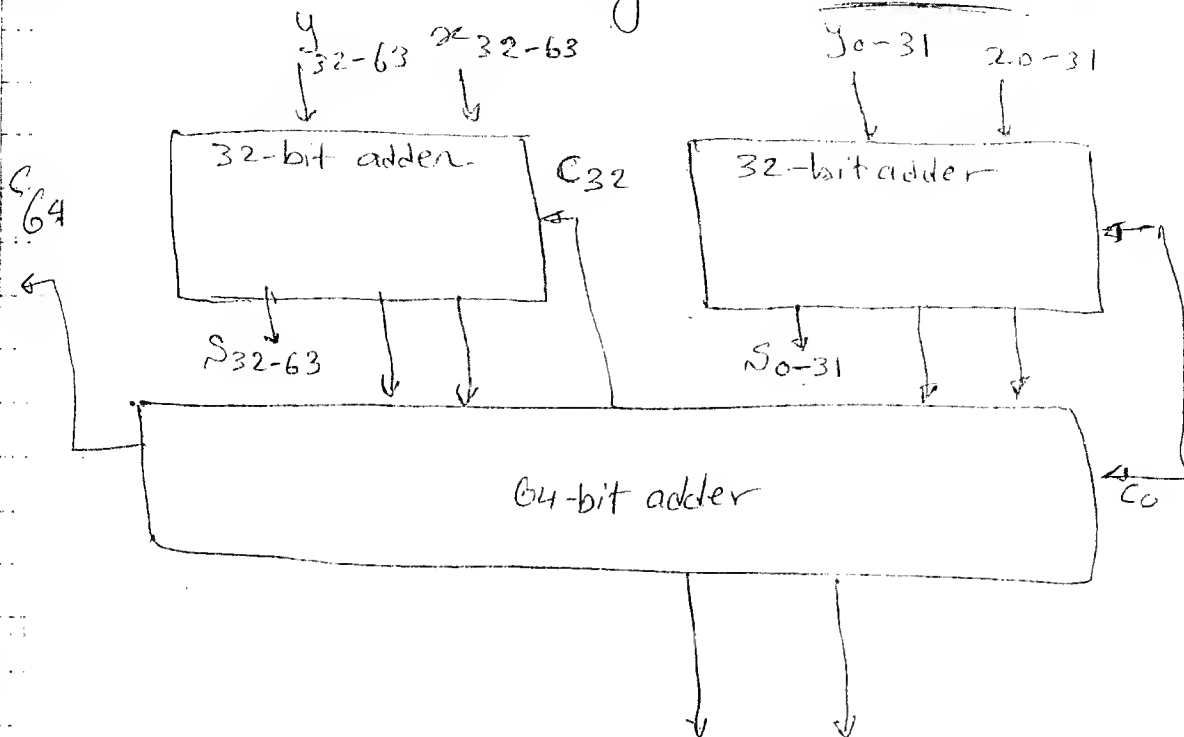 y32-63 x32-63 y0-31 x0-31
32-bit adder 32-bit adder
C32
C64
S32-63 S0-31
64-bit adder
C0